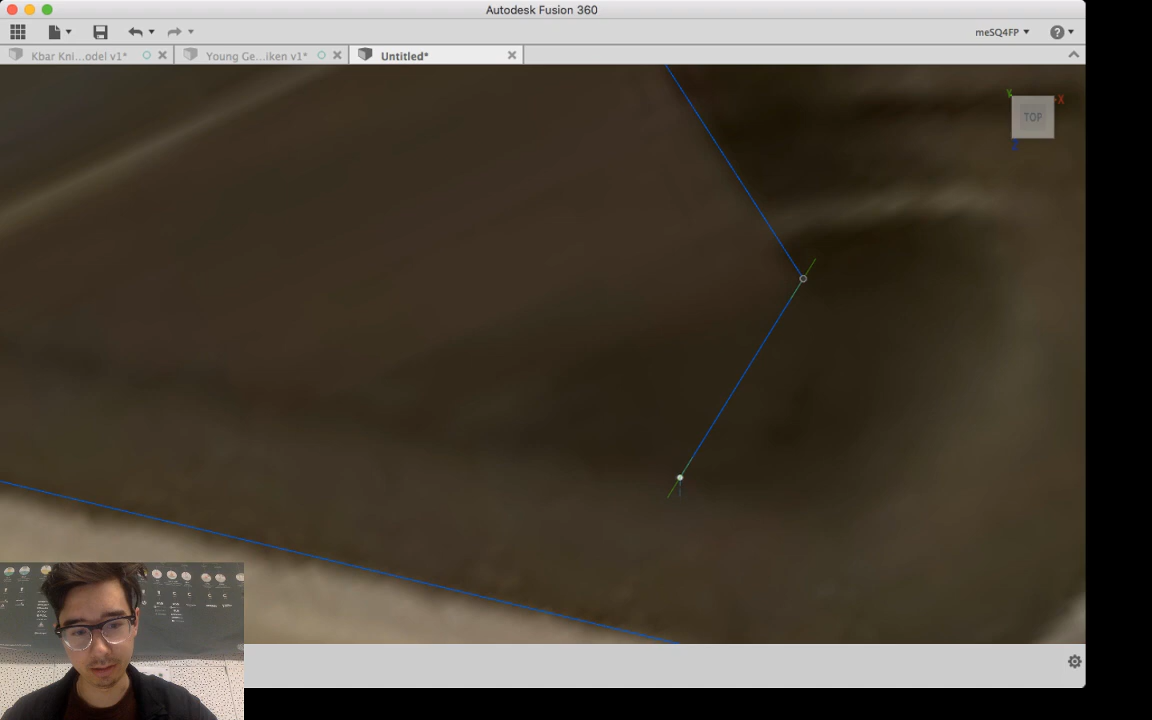 Autodesk Fusion 360
meSQ4FP
Kbar Kni...odel v1*
Young Ge...iken v1*
Untitled*
Y
X
TOP
Z